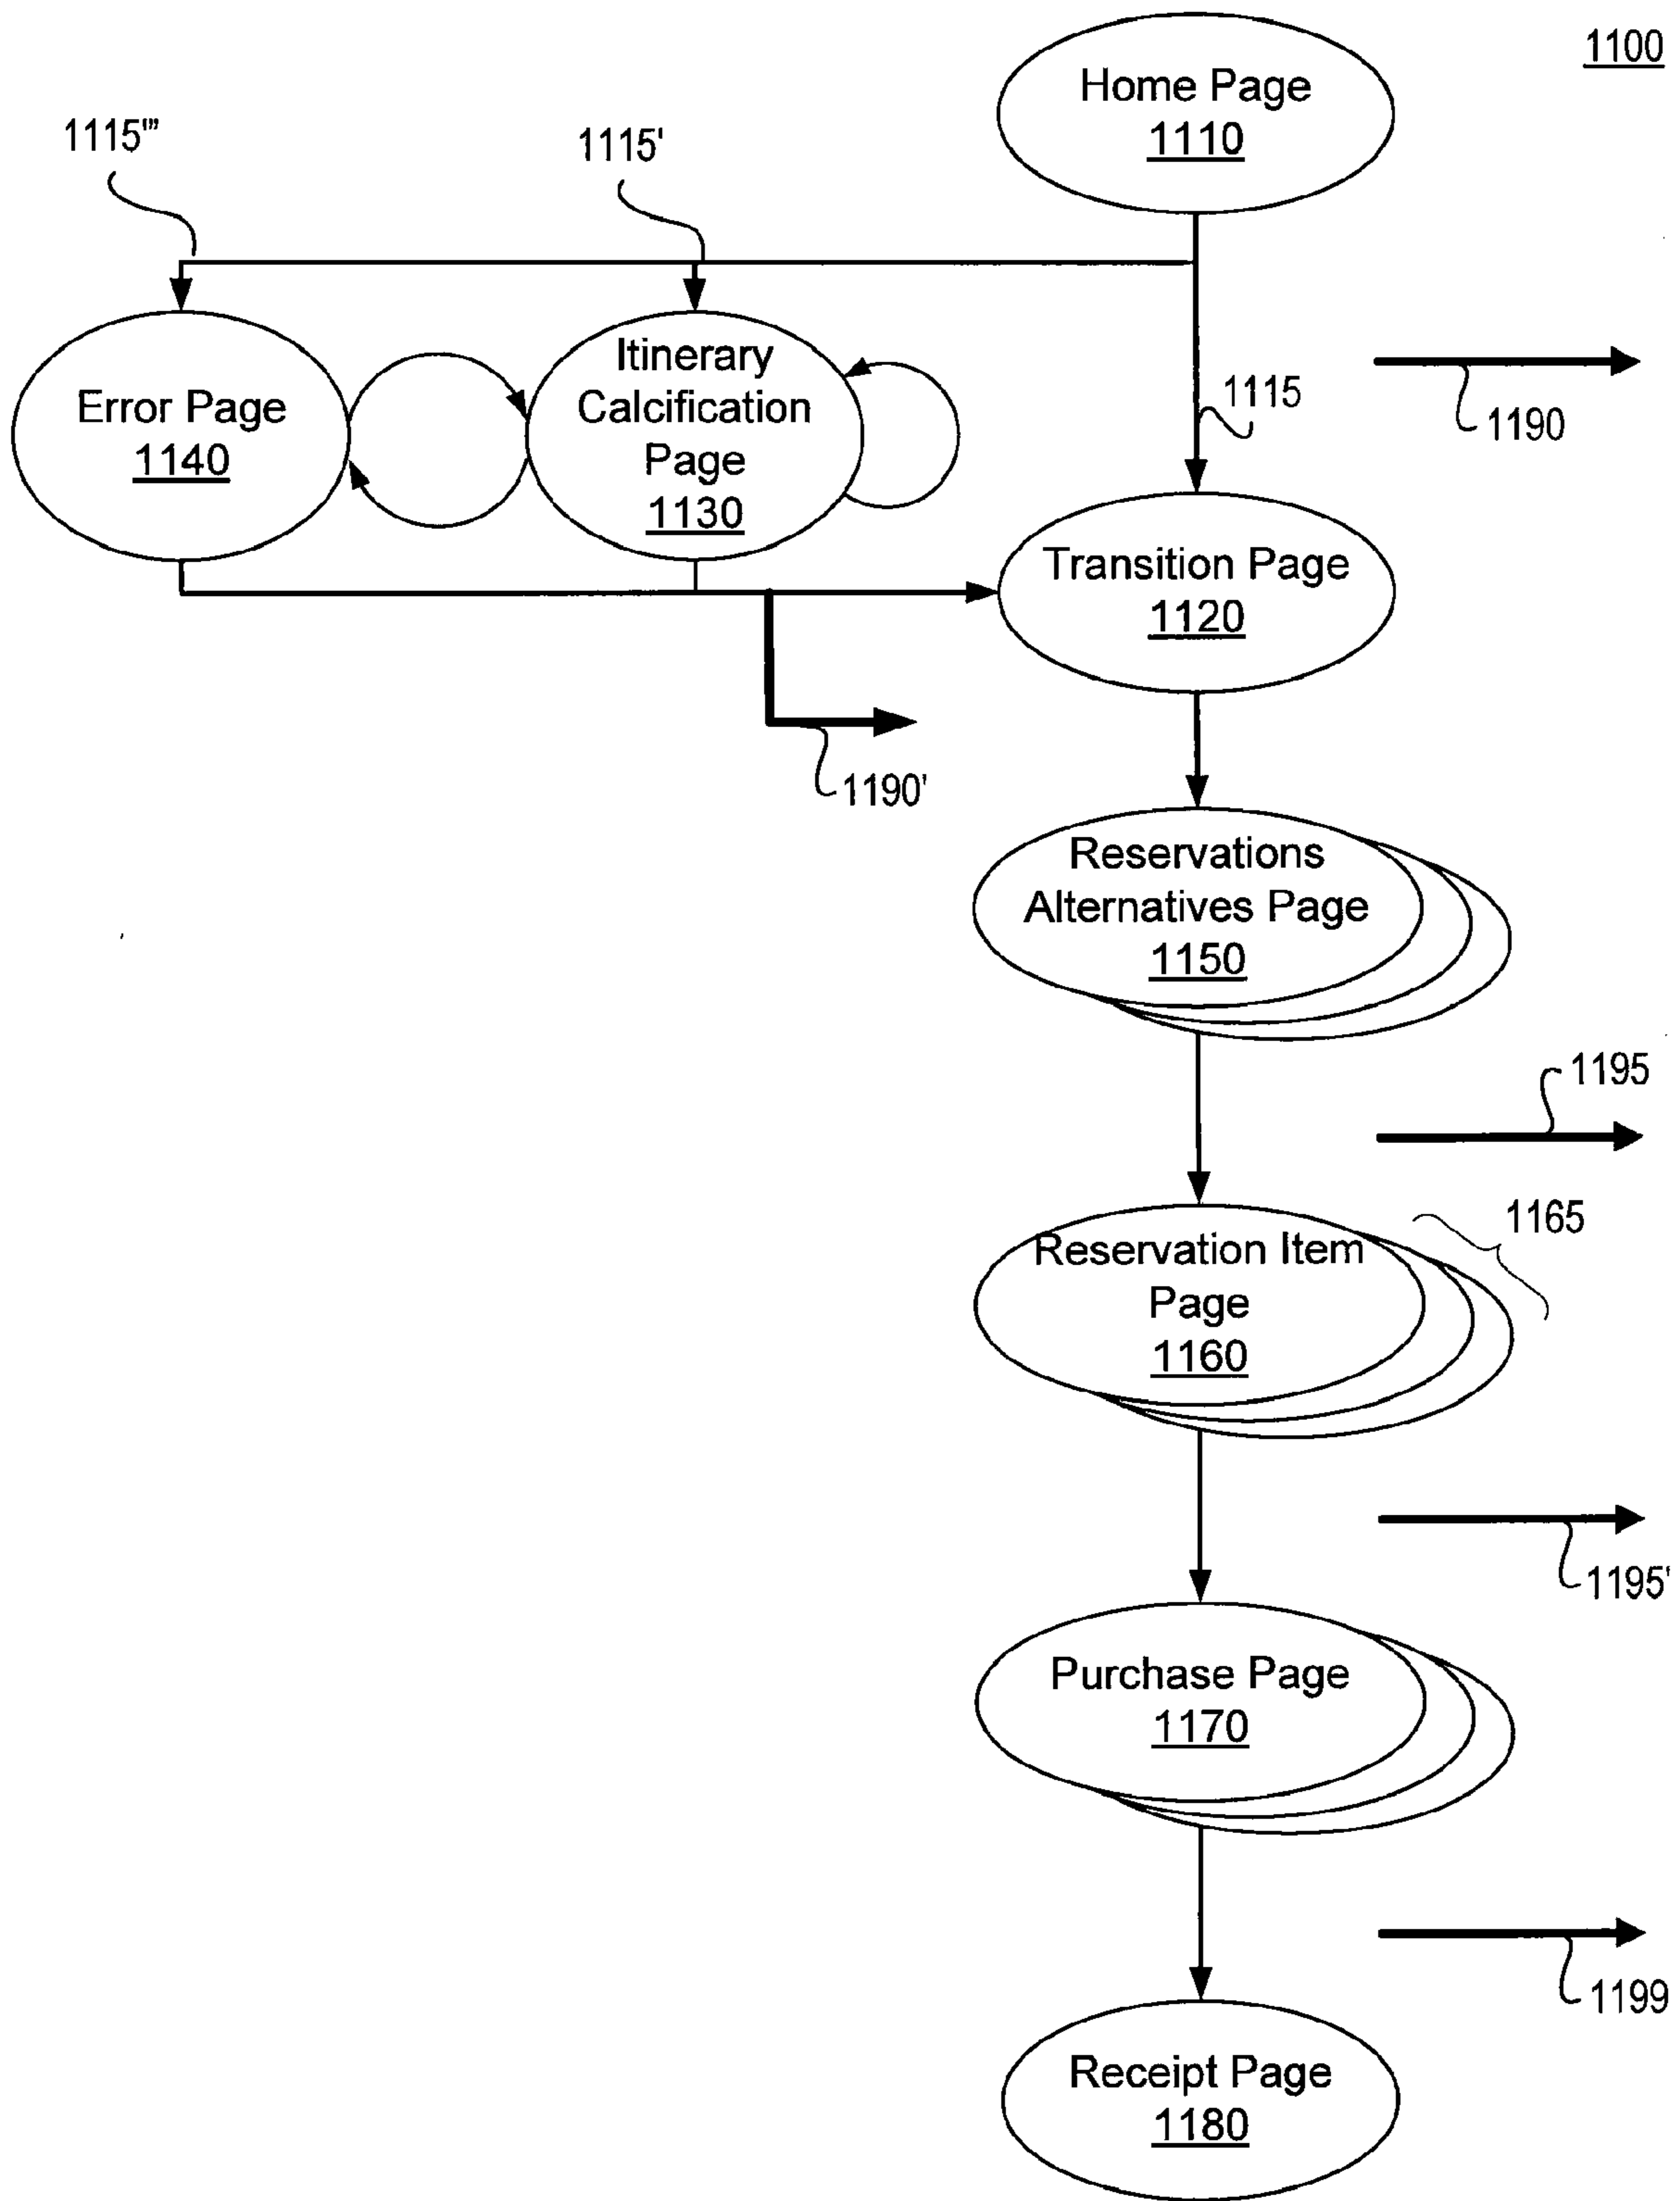 1100
Home Page
1110
1115'''
1115'
Error Page
1140
Itinerary
Calcification
Page
1130
1115
1190
Transition Page
1120
1190'
Reservations
Alternatives Page
1150
1195
1165
Reservation Item
Page
1160
1195'
Purchase Page
1170
1199
Receipt Page
1180